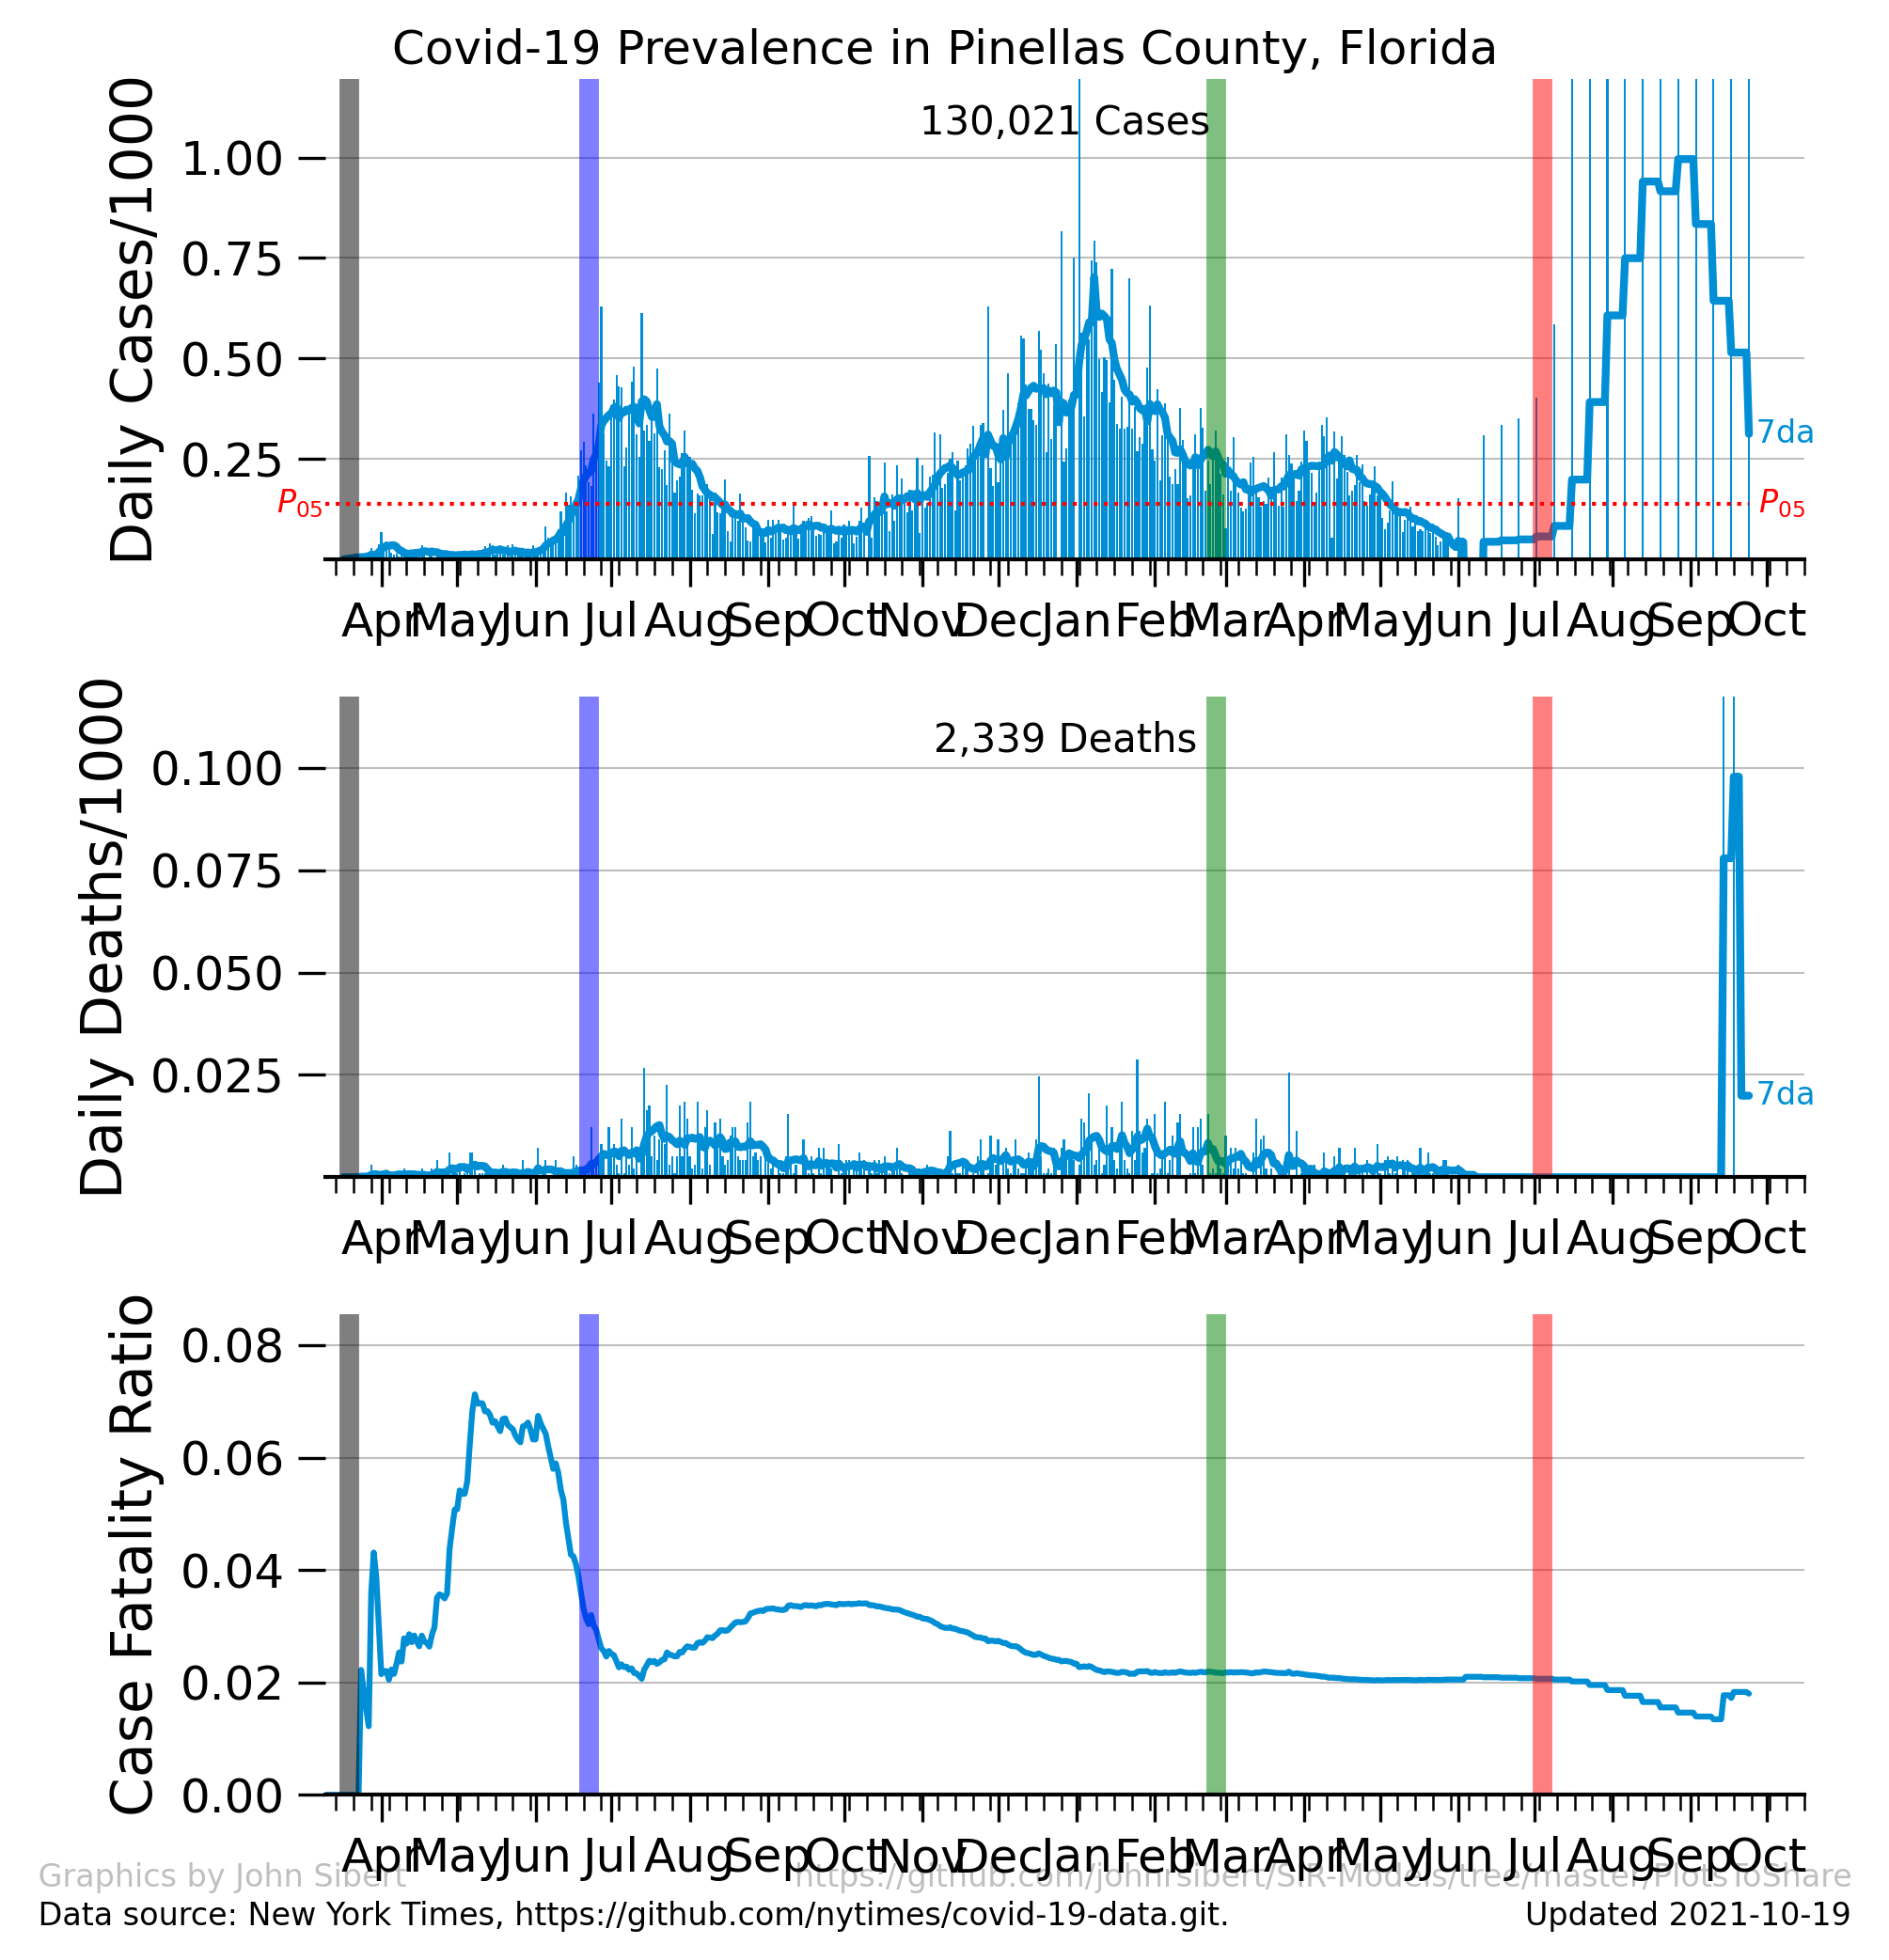 Covid-19 Prevalence in Pinellas County, Florida
130,021 Cases
Daily Cases/1000
1.00
0.75
0.50
0.25
P05
P05
7da
Apr May Jun Jul Aug Sep Oct Nov Dec Jan Feb Mar Apr May Jun Jul Aug Sep Oct
2,339 Deaths
Daily Deaths/1000
0.100
0.075
0.050
0.025
7da
Apr May Jun Jul Aug Sep Oct Nov Dec Jan Feb Mar Apr May Jun Jul Aug Sep Oct
Case Fatality Ratio
0.08
0.06
0.04
0.02
0.00
Apr May Jun Jul Aug Sep Oct Nov Dec Jan Feb Mar Apr May Jun Jul Aug Sep Oct
Graphics by John Sibert
https://github.com/johnrsibert/SIR-Models/tree/master/PlotsToShare
Data source: New York Times, https://github.com/nytimes/covid-19-data.git.
Updated 2021-10-19